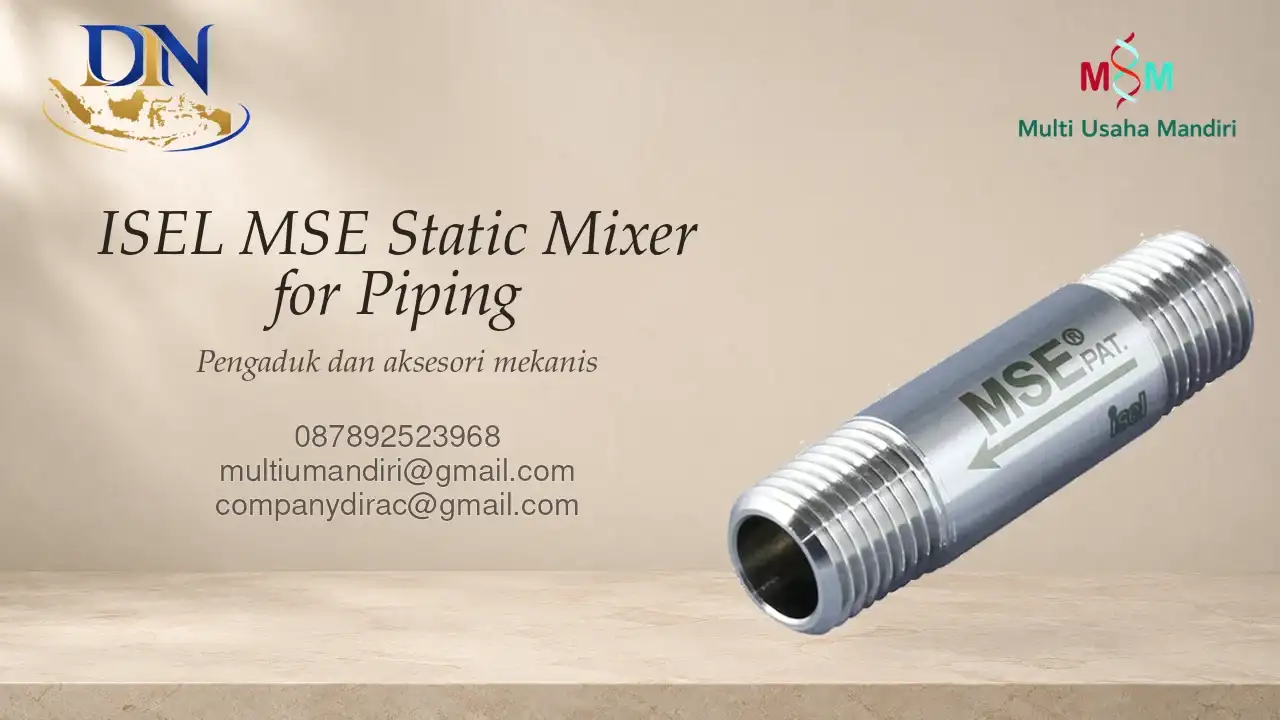 DN
MSM
Multi Usaha Mandiri
ISEL MSE Static Mixer
for Piping
Pengaduk dan aksesori mekanis
087892523968
multiumandiri@gmail.com
companydirac@gmail.com
MSE® PAT.
isel